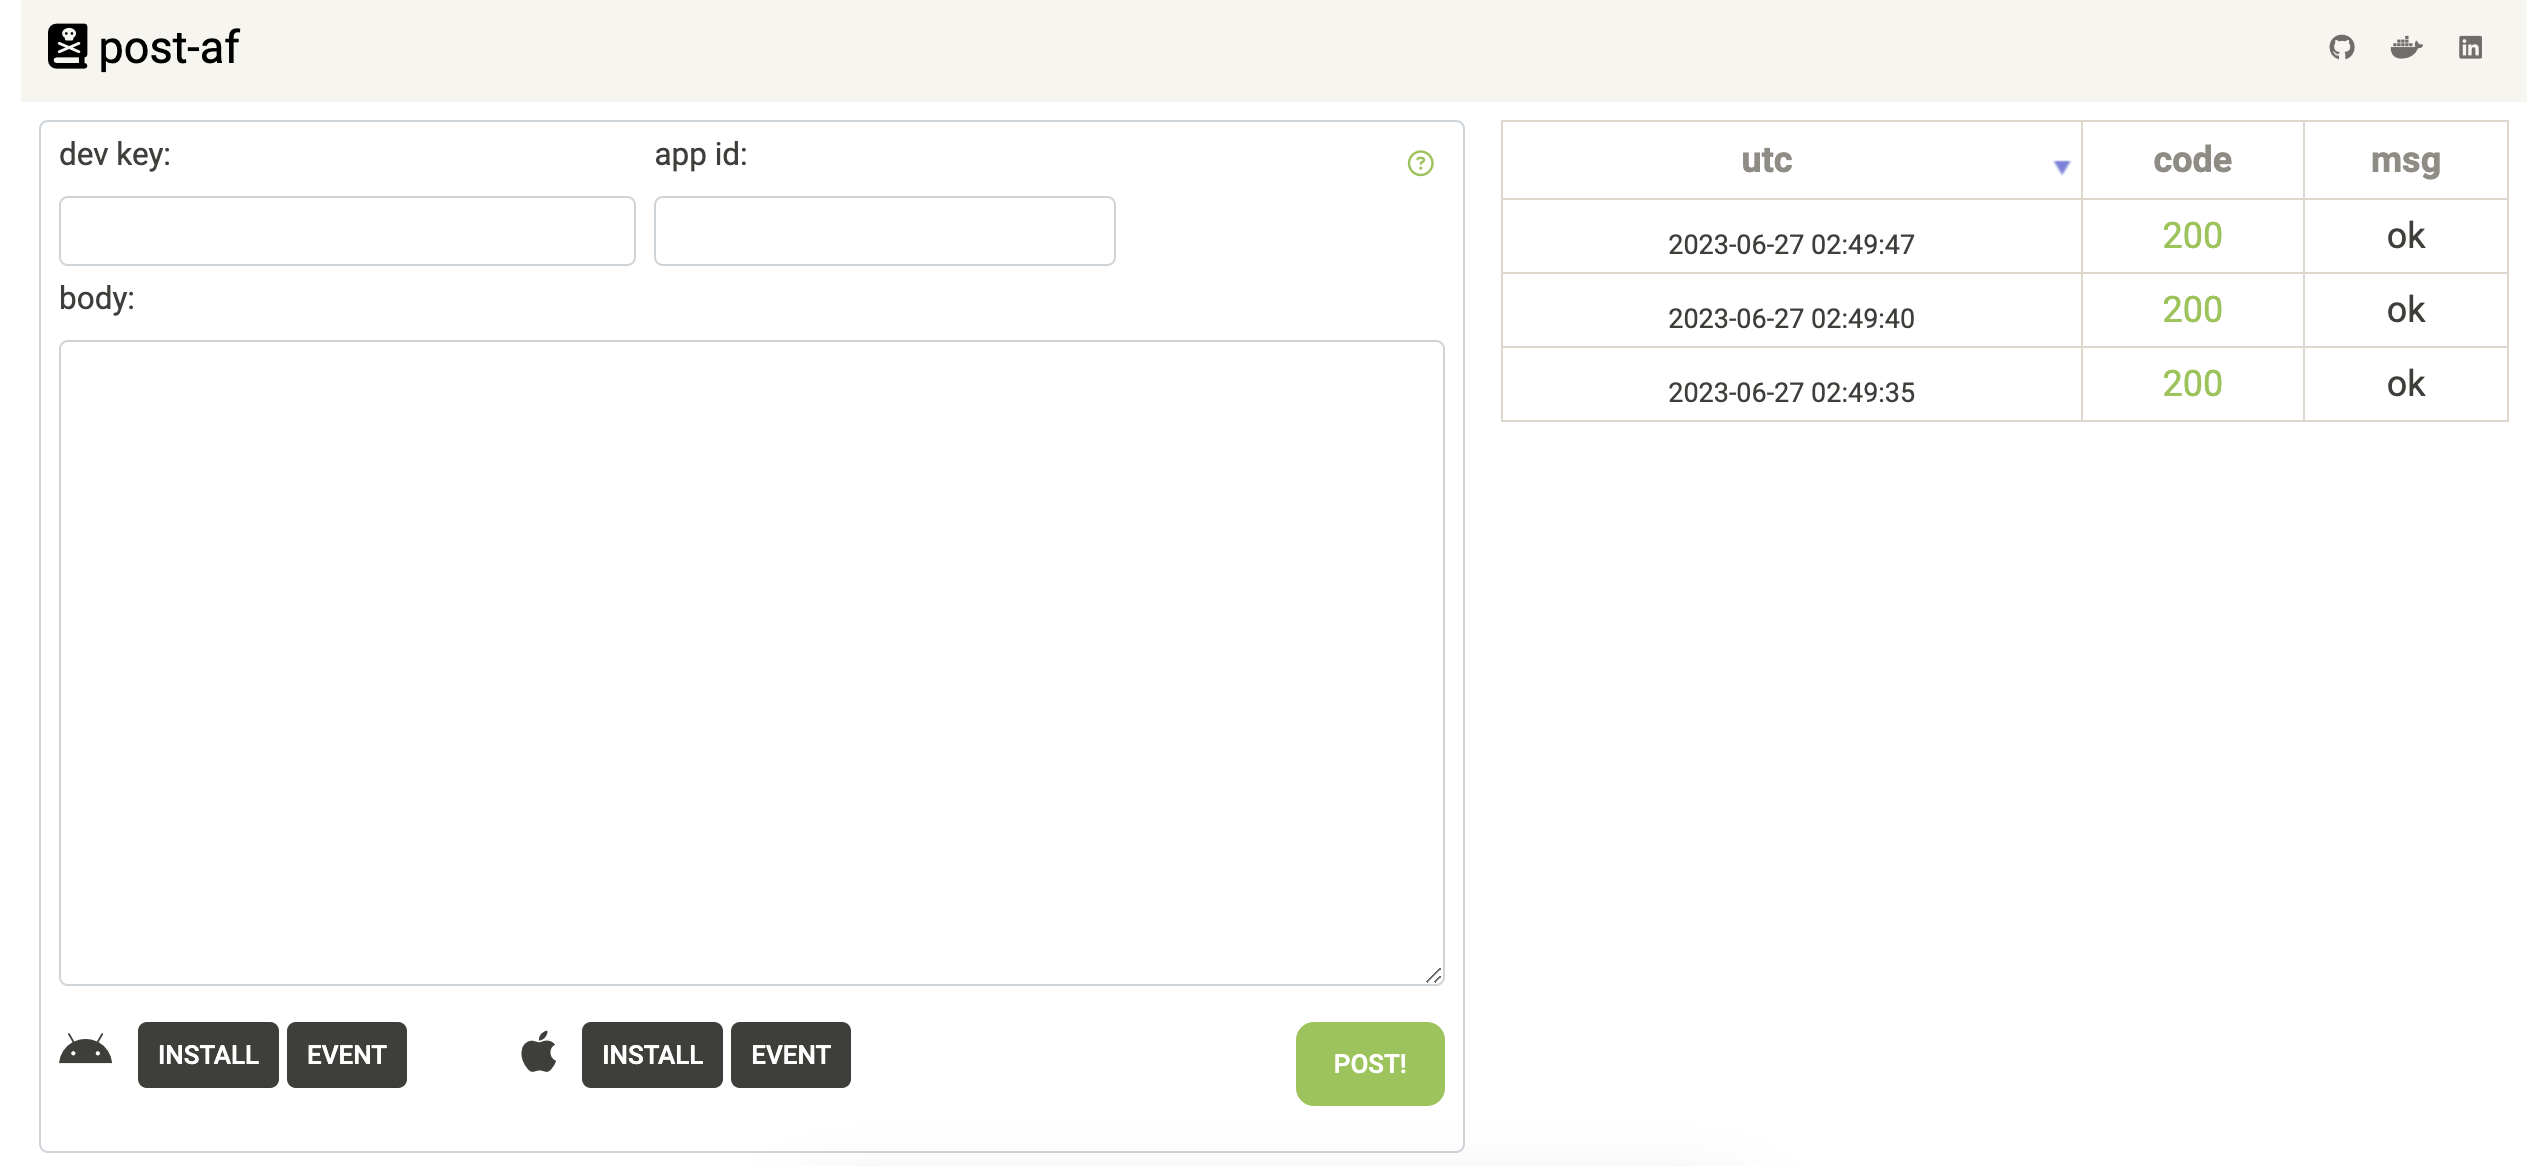 post-af
dev key: app id:
body:
INSTALL EVENT INSTALL EVENT POST!
utc code msg
2023-06-27 02:49:47 200 ok
2023-06-27 02:49:40 200 ok
2023-06-27 02:49:35 200 ok